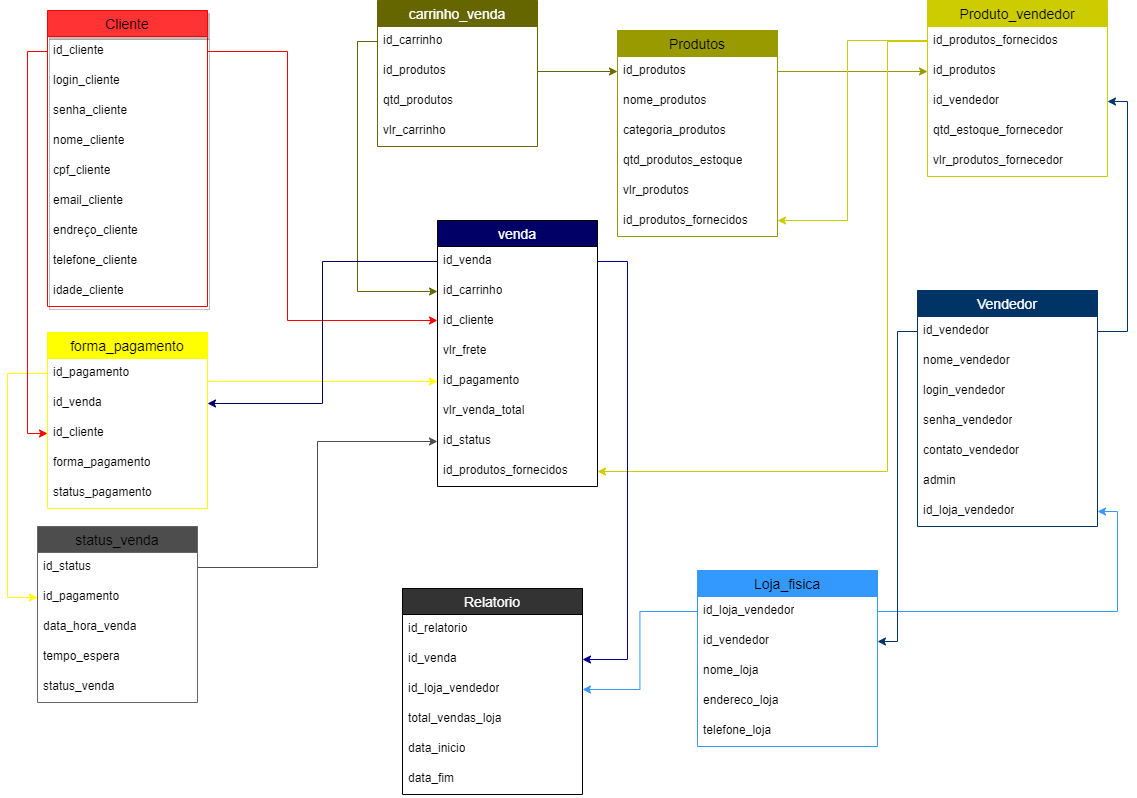 Cliente
id_cliente
login_cliente
senha_cliente
nome_cliente
cpf_cliente
email_cliente
endreço_cliente
telefone_cliente
idade_cliente
carrinho_venda
id_carrinho
id_produtos
qtd_produtos
vlr_carrinho
Produtos
id_produtos
nome_produtos
categoria_produtos
qtd_produtos_estoque
vlr_produtos
id_produtos_fornecidos
Produto_vendedor
id_produtos_fornecidos
id_produtos
id_vendedor
qtd_estoque_fornecedor
vlr_produtos_fornecedor
venda
id_venda
id_carrinho
id_cliente
vlr_frete
id_pagamento
vlr_venda_total
id_status
id_produtos_fornecidos
Vendedor
id_vendedor
nome_vendedor
login_vendedor
senha_vendedor
contato_vendedor
admin
id_loja_vendedor
forma_pagamento
id_pagamento
id_venda
id_cliente
forma_pagamento
status_pagamento
status_venda
id_status
id_pagamento
data_hora_venda
tempo_espera
status_venda
Relatorio
id_relatorio
id_venda
id_loja_vendedor
total_vendas_loja
data_inicio
data_fim
Loja_fisica
id_loja_vendedor
id_vendedor
nome_loja
endereco_loja
telefone_loja